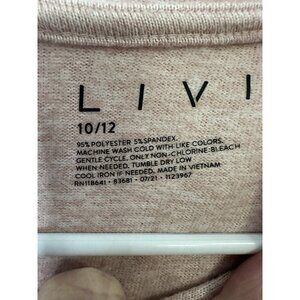 LIVI
10/12
95% POLYESTER 5% SPANDEX.
MACHINE WASH COLD WITH LIKE COLORS,
GENTLE CYCLE. ONLY NON-CHLORINE BLEACH
WHEN NEEDED. TUMBLE DRY LOW
COOL IRON IF NEEDED. MADE IN VIETNAM
RN118641 - 83681 - 07/21 - 1123967